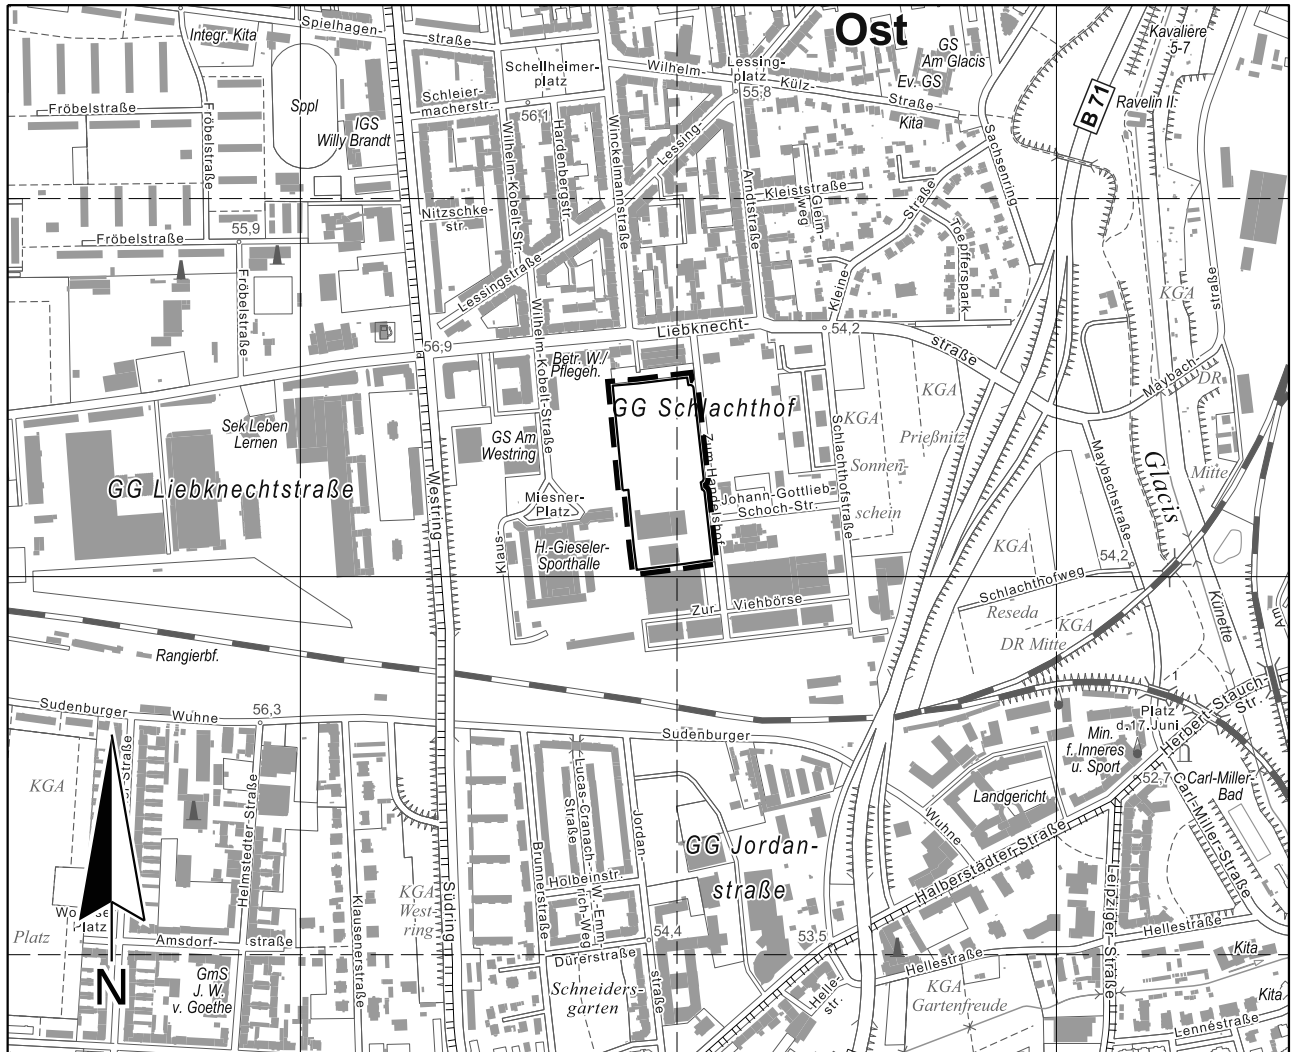 Ost
Integr. Kita
Spielhagen-
straße
Sppl
IGS
Willy Brandt
Schellheimer-
platz
Schleier-
macherstr.
56,1
Wilhelm-
Külz-
Straße
Lessing-
platz
55,8
GS
Am Glacis
Ev. GS
Kita
B 71
Kavaliere
5-7
Ravelin II
Fröbelstraße
Fröbelstraße
Fröbelstraße
55,9
Fröbelstraße
Nitzschke-
str.
Wilhelm-Kobelt-Str.
Hardenbergstr.
Winckelmannstraße
Lessing-
Lessingstraße
Arndtstraße
Kleiststraße
Gleim-
weg
Straße
Kleine
Toepfferspark
Sachsenring
KGA
straße
Wilhelm-Kobelt-Straße
Liebknecht-
54,2
straße
56,9
Betr. W./
Pflegeh.
GG Schlachthof
KGA
KGA
Prießnitz
Sonnen-
schein
Maybach-
DR
Mitte
Sek Leben
Lernen
GS Am
Westring
GG Liebknechtstraße
Westring
Miesner-
Platz
H.-Gieseler-
Sporthalle
Klaus-
Zum Handelshof
Johann-Gottlieb-
Schoch-Str.
Schlachthofstraße
Maybachstraße
Glacis
KGA
54,2
Schlachthofweg
Reseda
KGA
DR Mitte
Künette
Am
Zur Viehbörse
Rangierbf.
Sudenburger
Wuhne
56,3
Sudenburger
Wuhne
Platz
d. 17.Juni
Min.
f. Inneres
u. Sport
Herbert-Stauch-
Str.
52,7
Carl-Miller-
Bad
Carl-Miller-Straße
Landgericht
KGA
Helmstedter-Straße
Lucas-Cranach-
Straße
Jordan-
GG Jordan-
straße
Halberstädter-Straße
Leipziger-Straße
Brunnerstraße
Holbeinstr.
W.-Emm-
rich-Weg
Südring
KGA
West-
ring
Klausenerstraße
Platz
Amsdorf-
straße
Dürerstraße
54,4
straße
53,5
Schneiders-
garten
Helle-
str.
Hellestraße
Hellestraße
KGA
Gartenfreude
Kita
Kita
Lennéstraße
GmS
J. W.
v. Goethe
N